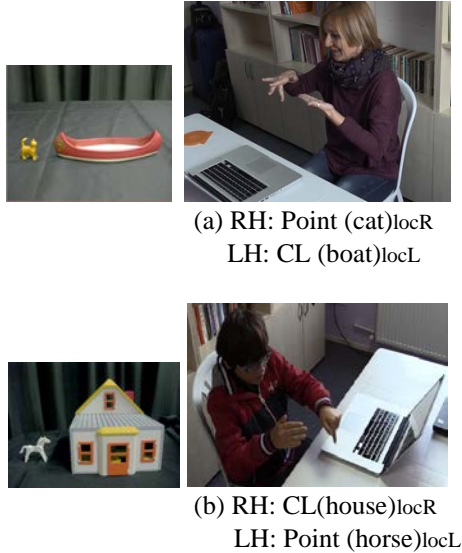 (a) RH: Point (cat)locR
LH: CL (boat)locL
(b) RH: CL(house)locR
LH: Point (horse)locL